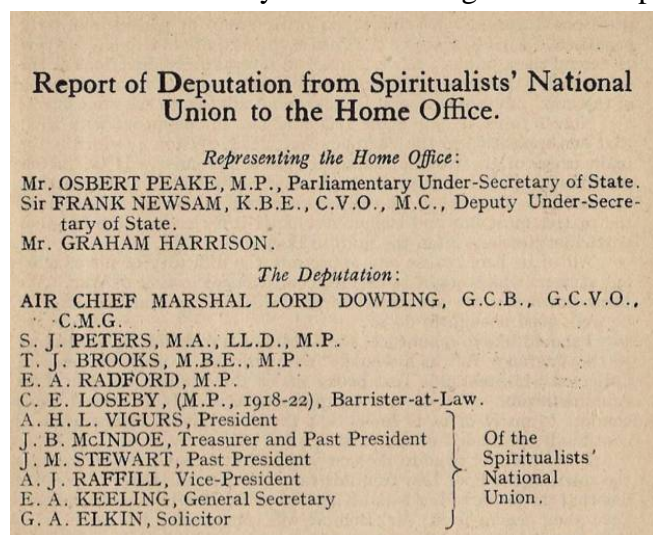 Report of Deputation from Spiritualists' National
Union to the Home Office.
Representing the Home Office:
Mr. OSBERT PEAKE, M.P., Parliamentary Under-Secretary of State.
Sir FRANK NEWSAM, K.B.E., C.V.O., M.C., Deputy Under-Secre-
tary of State.
Mr. GRAHAM HARRISON.
The Deputation:
AIR CHIEF MARSHAL LORD DOWDING, G.C.B., G.C.V.O.,
C.M.G.
S. J. PETERS, M.A., LL.D., M.P.
T. J. BROOKS, M.B.E., M.P.
E. A. RADFORD, M.P.
C. E. LOSEBY, (M.P., 1918-22), Barrister-at-Law.
A. H. L. VIGURS, President
J. B. McINDOE, Treasurer and Past President
J. M. STEWART, Past President
A. J. RAFFILL, Vice-President
E. A. KEELING, General Secretary
G. A. ELKIN, Solicitor
Of the
Spiritualists'
National
Union.